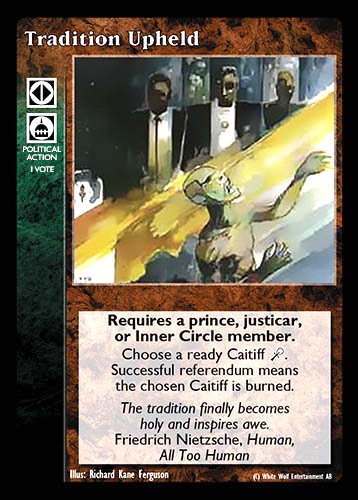 Tradition Upheld
POLITICAL
ACTION
1 VOTE
Requires a prince, justicar,
or Inner Circle member.
Choose a ready Caitiff.
Successful referendum means
the chosen Caitiff is burned.
The tradition finally becomes
holy and inspires awe.
Friedrich Nietzsche, Human,
All Too Human
Illus: Richard Kane Ferguson
(C) White Wolf Entertainment AB